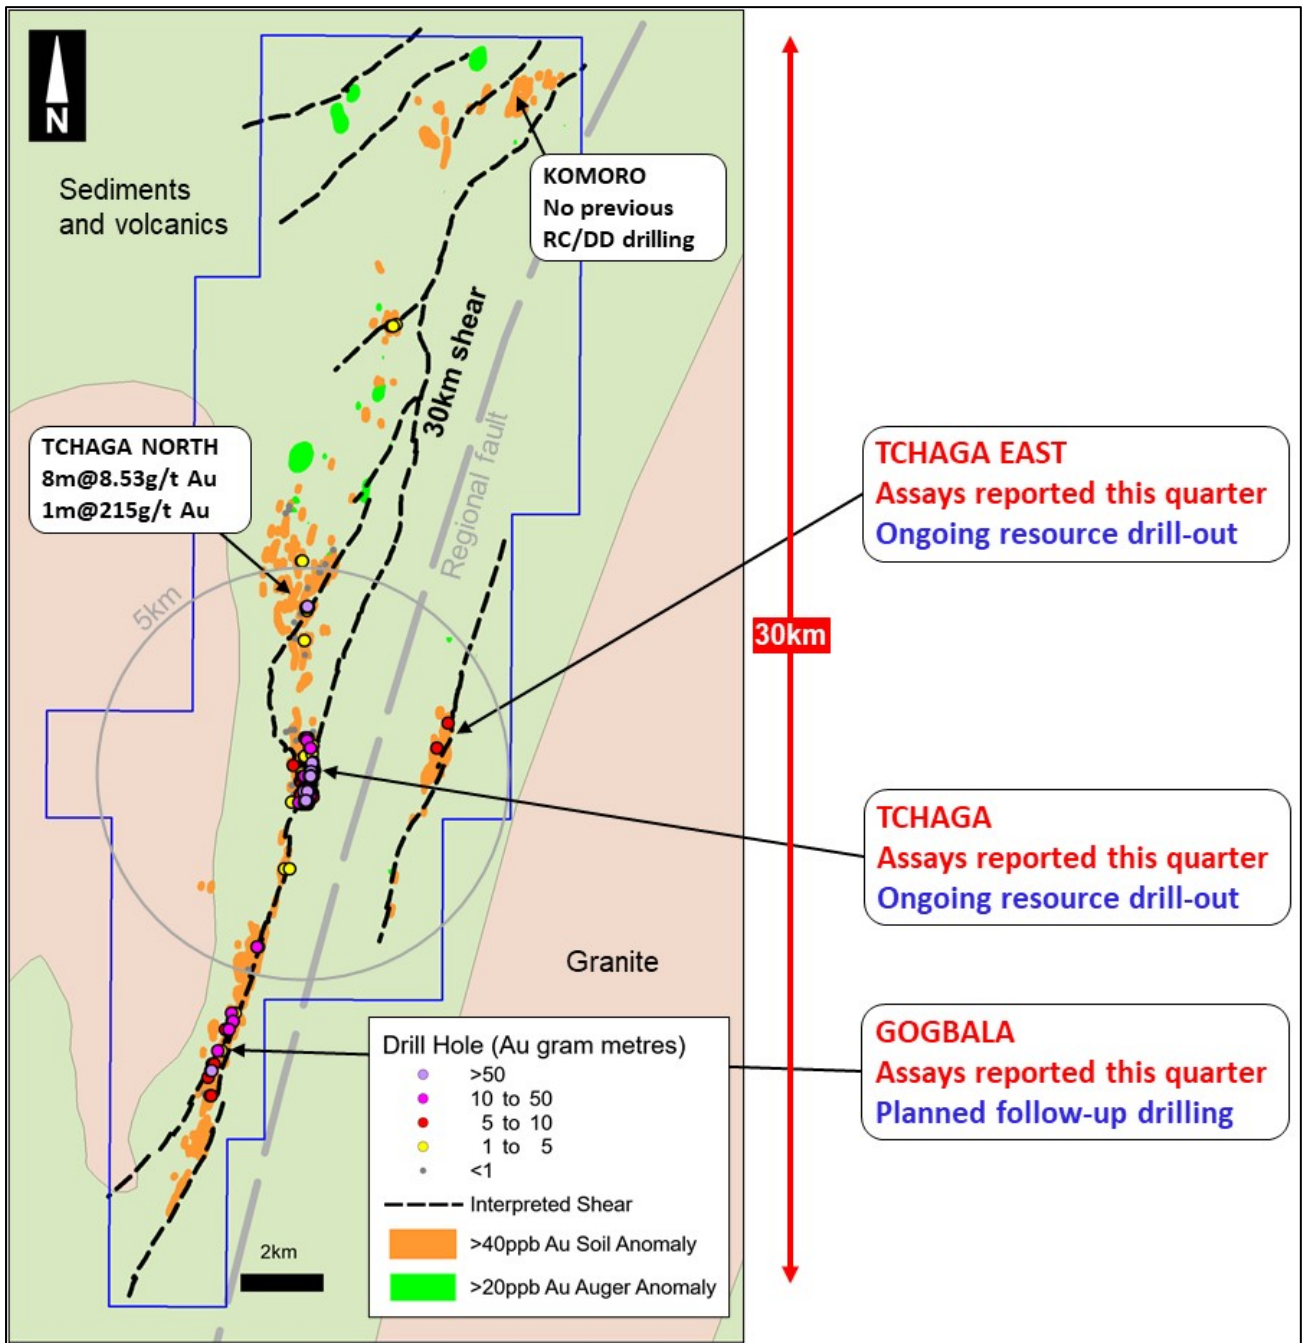 N
Sediments
and volcanics
KOMORO
No previous
RC/DD drilling
30km shear
Regional fault
TCHAGA NORTH
8m@8.53g/t Au
1m@215g/t Au
5km
TCHAGA EAST
Assays reported this quarter
Ongoing resource drill-out
30km
TCHAGA
Assays reported this quarter
Ongoing resource drill-out
Granite
GOGBALA
Assays reported this quarter
Planned follow-up drilling
Drill Hole (Au gram metres)
>50
10 to 50
5 to 10
1 to 5
<1
Interpreted Shear
>40ppb Au Soil Anomaly
>20ppb Au Auger Anomaly
2km